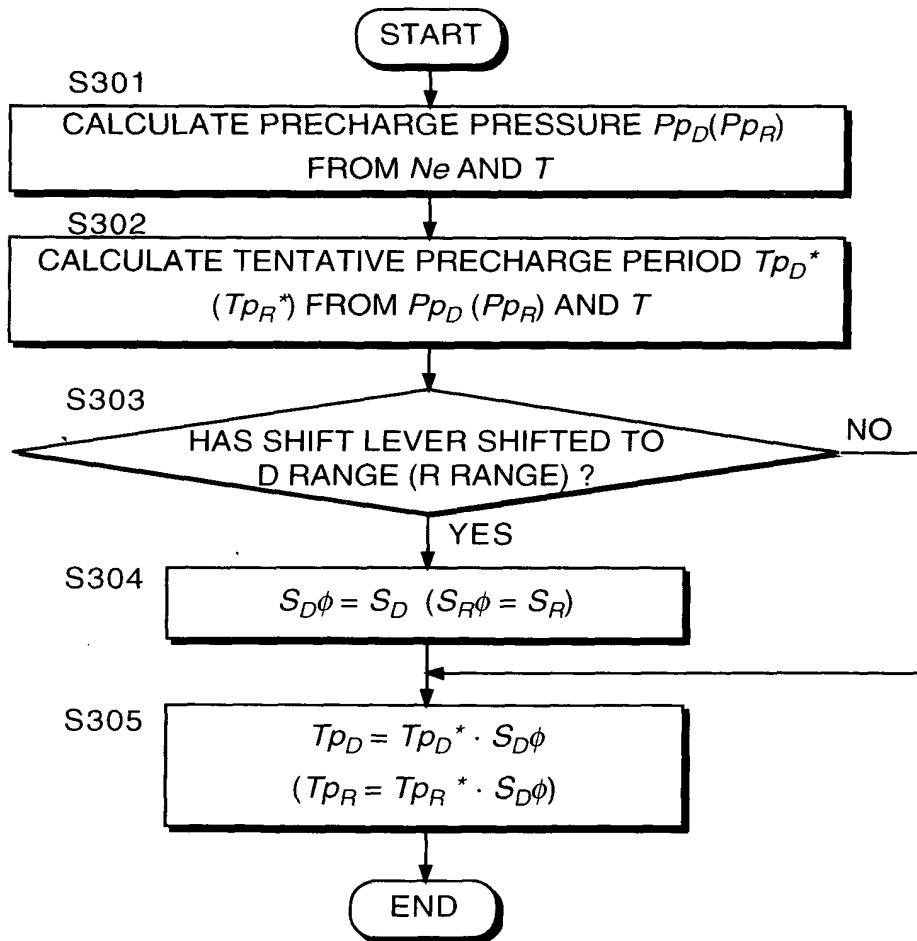 START
S301
CALCULATE PRECHARGE PRESSURE Pp_D(Pp_R)
FROM Ne AND T
S302
CALCULATE TENTATIVE PRECHARGE PERIOD Tp_D*
(Tp_R*) FROM Pp_D (Pp_R) AND T
S303
HAS SHIFT LEVER SHIFTED TO
D RANGE (R RANGE) ?
NO
YES
S304
S_Dϕ = S_D (S_Rϕ = S_R)
S305
Tp_D = Tp_D* · S_Dϕ
(Tp_R = Tp_R* · S_Dϕ)
END